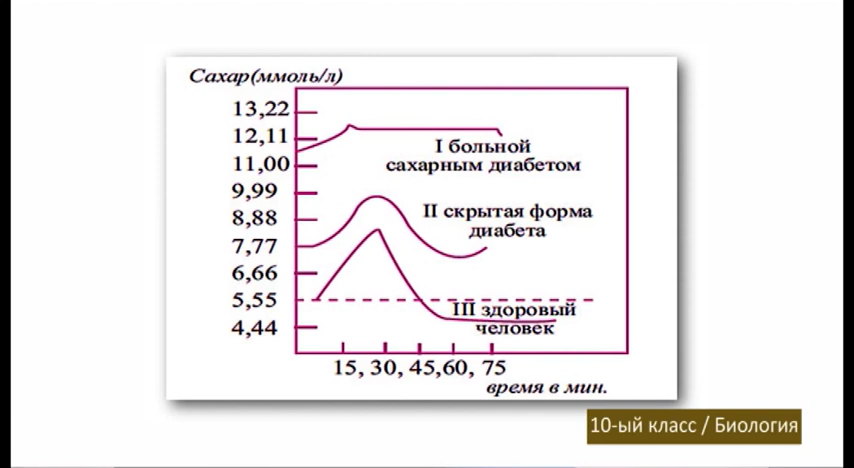 Сахар(ммоль/л)
13,22
12,11
11,00
9,99
8,88
7,77
6,66
5,55
4,44
I больной
сахарным диабетом
II скрытая форма
диабета
III здоровый
человек
15, 30, 45,60, 75
время в мин.
10-ый класс / Биология